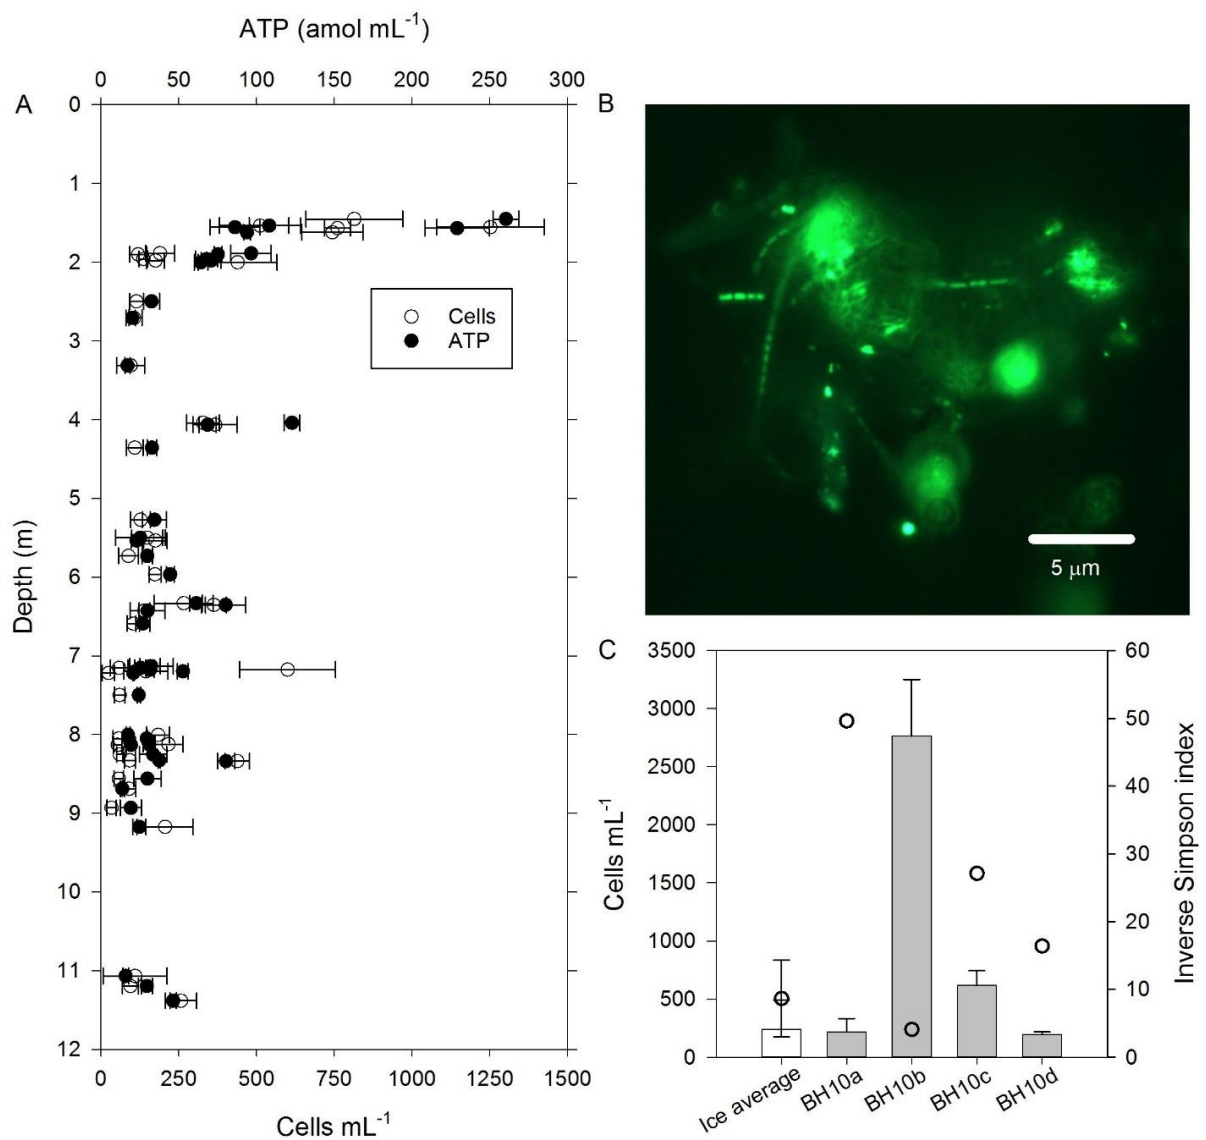 ATP (amol mL⁻¹)
0 50 100 150 200 250 300
A
0
1
2
3
4
5
6
7
8
9
10
11
12
Depth (m)
Cells
ATP
0 250 500 750 1000 1250 1500
Cells mL⁻¹
B
5 μm
C
3500
3000
2500
2000
1500
1000
500
0
Cells mL⁻¹
60
50
40
30
20
10
0
Inverse Simpson index
Ice average
BH10a
BH10b
BH10c
BH10d